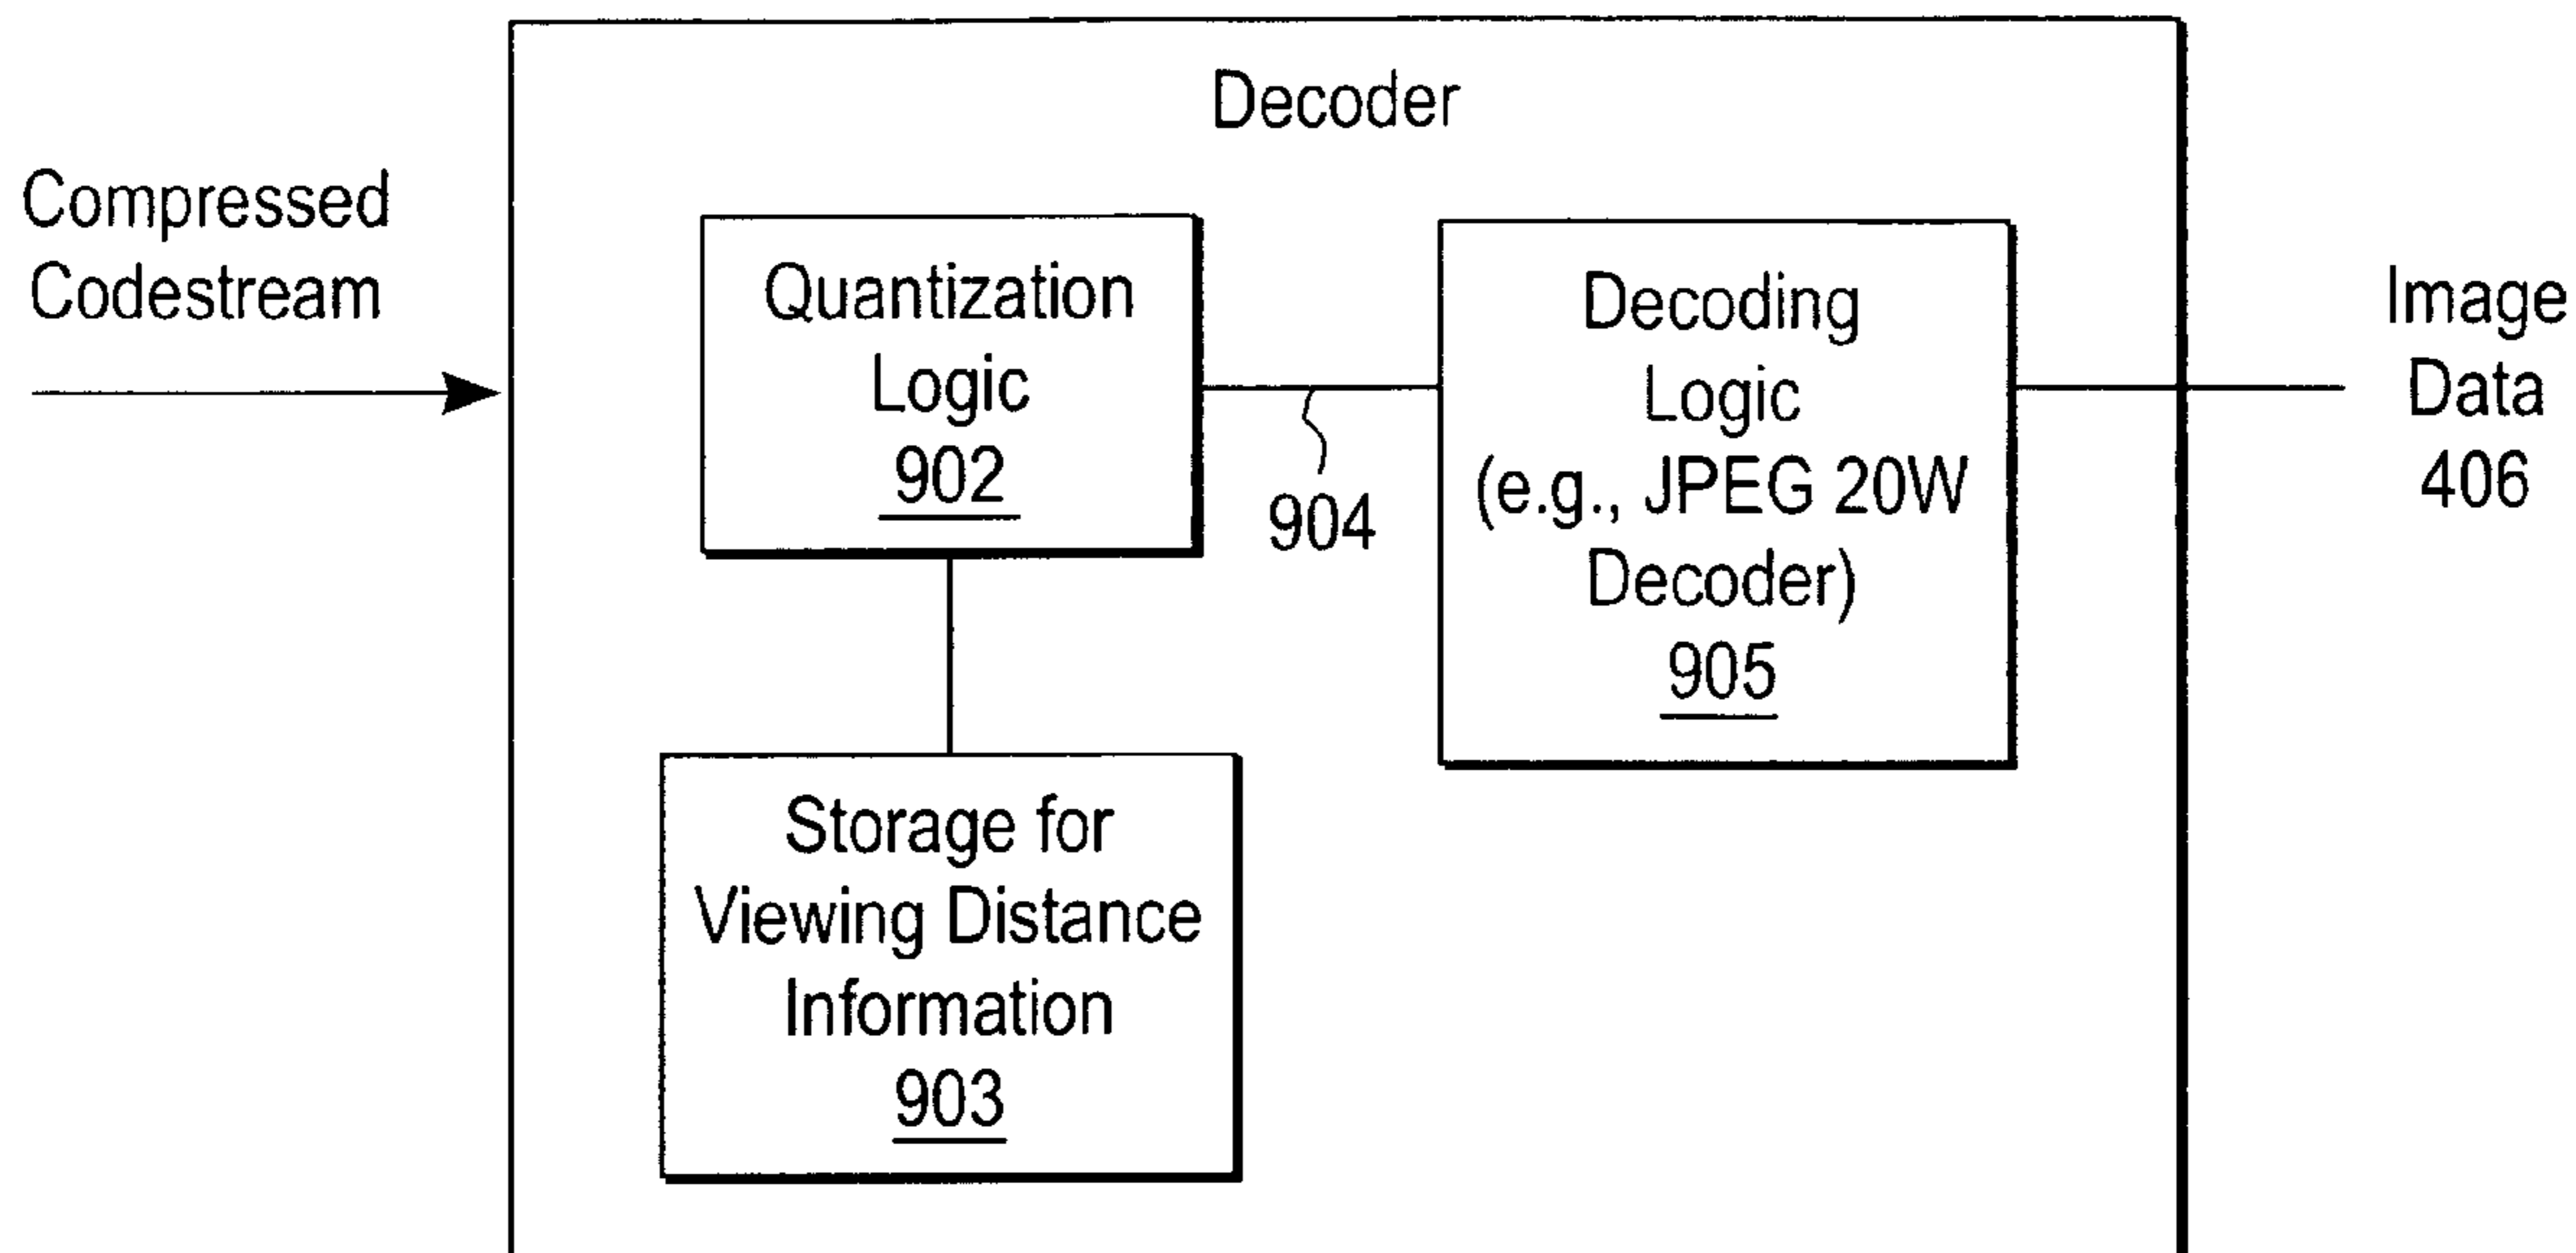 Decoder
Compressed
Codestream
Quantization
Logic
902
904
Decoding
Logic
(e.g., JPEG 20W
Decoder)
905
Image
Data
406
Storage for
Viewing Distance
Information
903